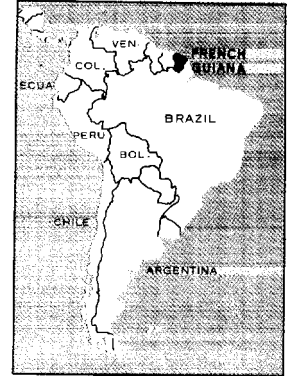 VEN.
FRENCH
GUIANA
COL.
ECUA.
BRAZIL
PERU
BOL.
CHILE
ARGENTINA